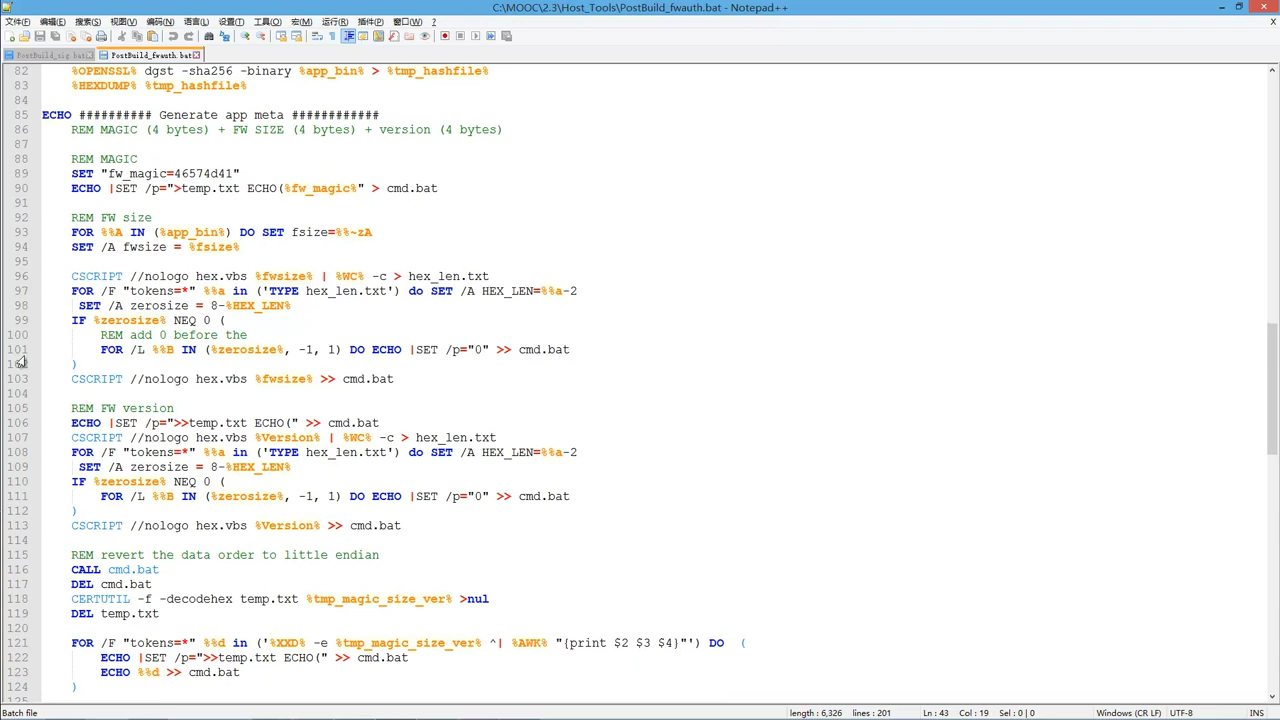 C:\MOOC\2.3\Host_Tools\PostBuild_fwauth.bat - Notepad++
文件(F) 编辑(E) 搜索(S) 视图(V) 编码(N) 语言(L) 设置(T) 工具(O) 宏(M) 运行(R) 插件(P) 窗口(W) ?
PostBuild_sig.bat PostBuild_fwauth.bat
82 %OPENSSL% dgst -sha256 -binary %app_bin% > %tmp_hashfile%
83 %HEXDUMP% %tmp_hashfile%
84
85 ECHO ########## Generate app meta ############
86 REM MAGIC (4 bytes) + FW SIZE (4 bytes) + version (4 bytes)
87
88 REM MAGIC
89 SET "fw_magic=46574d41"
90 ECHO |SET /p=">temp.txt ECHO(%fw_magic%" > cmd.bat
91
92 REM FW size
93 FOR %%A IN (%app_bin%) DO SET fsize=%%~zA
94 SET /A fwsize = %fsize%
95
96 CSCRIPT //nologo hex.vbs %fwsize% | %WC% -c > hex_len.txt
97 FOR /F "tokens=*" %%a in ('TYPE hex_len.txt') do SET /A HEX_LEN=%%a-2
98 SET /A zerosize = 8-%HEX_LEN%
99 IF %zerosize% NEQ 0 (
100 REM add 0 before the
101 FOR /L %%B IN (%zerosize%, -1, 1) DO ECHO |SET /p="0" >> cmd.bat
)
103 CSCRIPT //nologo hex.vbs %fwsize% >> cmd.bat
104
105 REM FW version
106 ECHO |SET /p=">>temp.txt ECHO(" >> cmd.bat
107 CSCRIPT //nologo hex.vbs %Version% | %WC% -c > hex_len.txt
108 FOR /F "tokens=*" %%a in ('TYPE hex_len.txt') do SET /A HEX_LEN=%%a-2
109 SET /A zerosize = 8-%HEX_LEN%
110 IF %zerosize% NEQ 0 (
111 FOR /L %%B IN (%zerosize%, -1, 1) DO ECHO |SET /p="0" >> cmd.bat
112 )
113 CSCRIPT //nologo hex.vbs %Version% >> cmd.bat
114
115 REM revert the data order to little endian
116 CALL cmd.bat
117 DEL cmd.bat
118 CERTUTIL -f -decodehex temp.txt %tmp_magic_size_ver% >nul
119 DEL temp.txt
120
121 FOR /F "tokens=*" %%d in ('%XXD% -e %tmp_magic_size_ver% ^| %AWK% "{print $2 $3 $4}"') DO (
122 ECHO |SET /p=">>temp.txt ECHO(" >> cmd.bat
123 ECHO %%d >> cmd.bat
124 )
Batch file length : 6,326 lines : 201 Ln : 43 Col : 19 Sel : 0 | 0 Windows (CR LF) UTF-8 INS